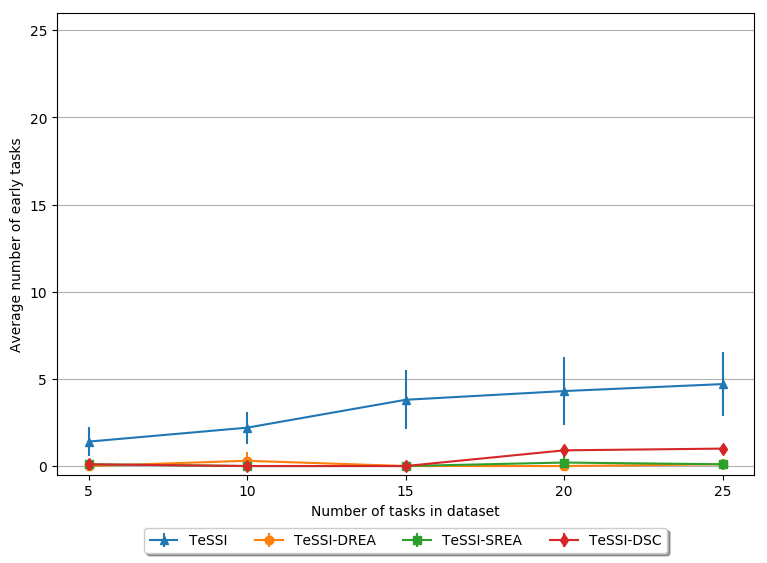 25
20
15
10
5
0
Average number of early tasks
5 10 15 20 25
Number of tasks in dataset
TeSSI TeSSI-DREA TeSSI-SREA TeSSI-DSC